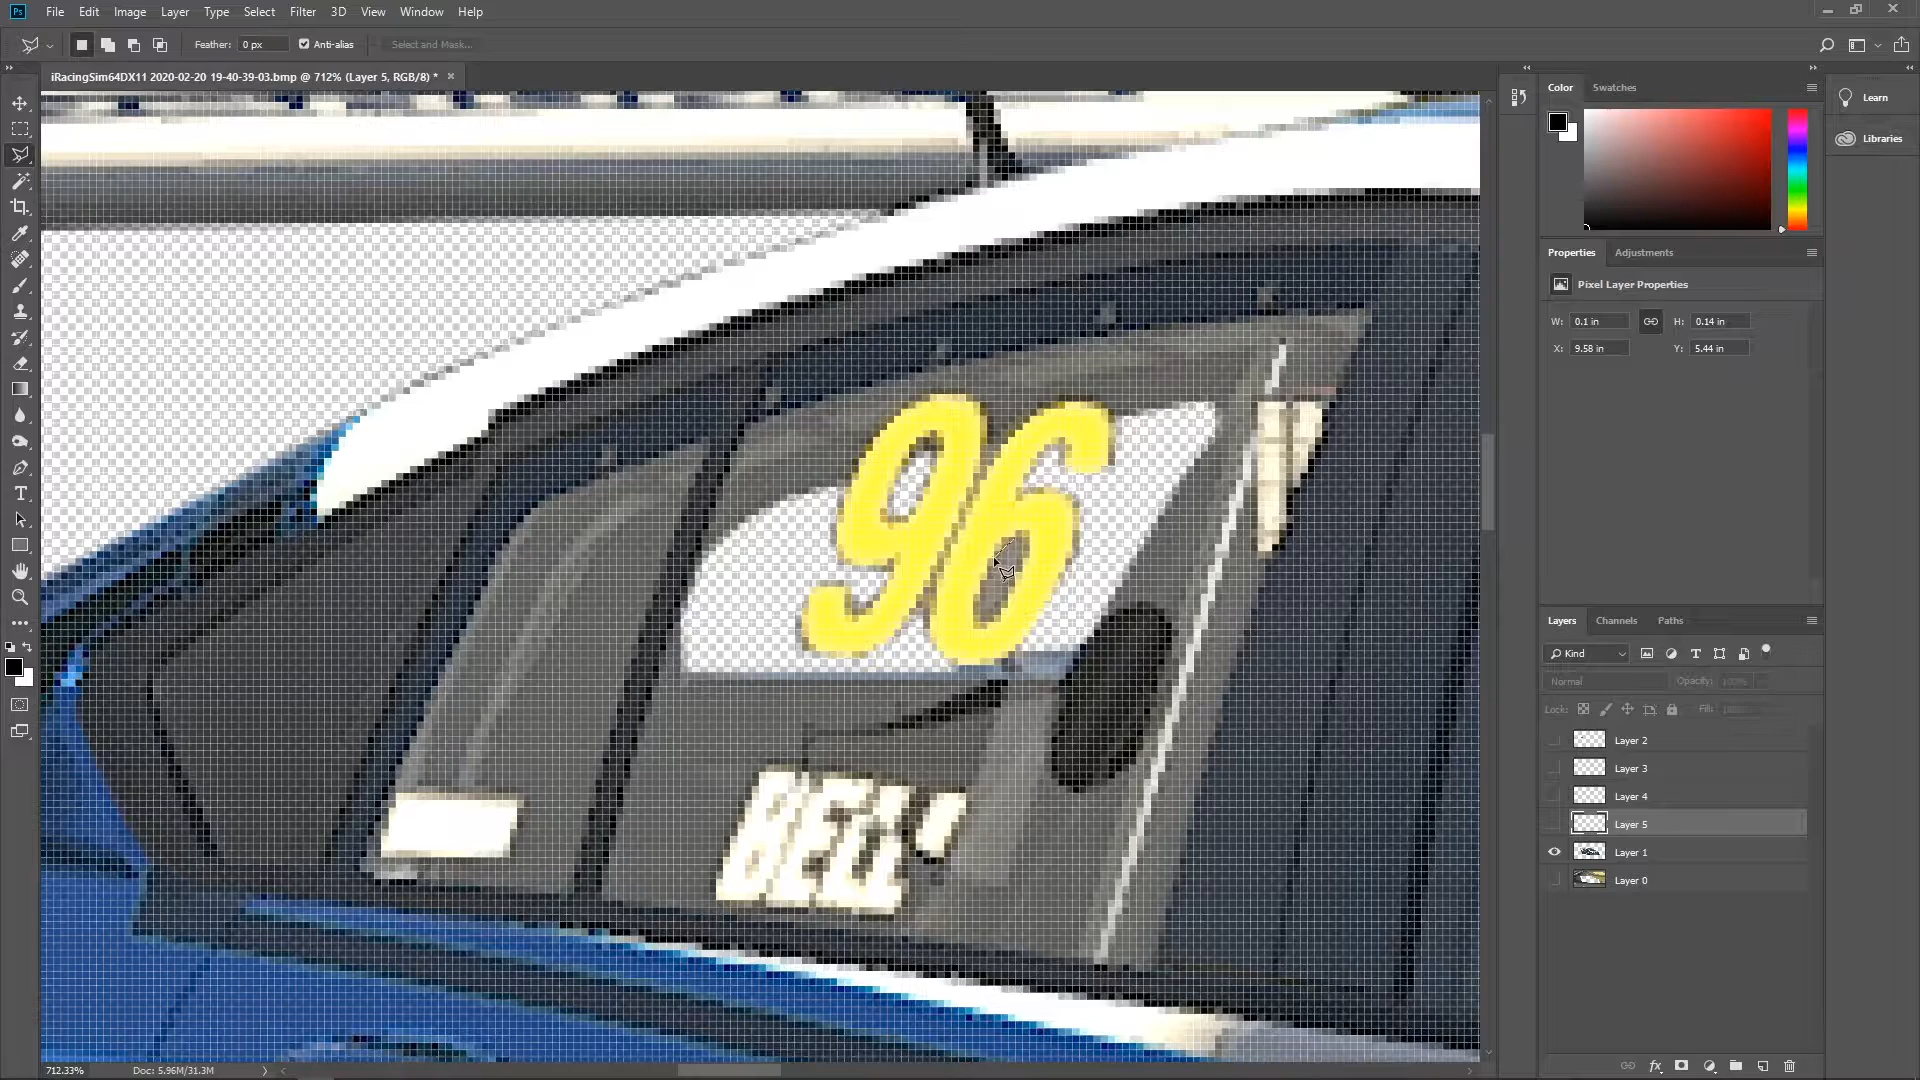 Ps File Edit Image Layer Type Select Filter 3D View Window Help
Feather: 0 px Anti-alias Select and Mask...
iRacingSim64DX11 2020-02-20 19-40-39-03.bmp @ 712% (Layer 5, RGB/8) * ×
Color Swatches
Learn
Libraries
Properties Adjustments
Pixel Layer Properties
W: 0.1 in H: 0.14 in
X: 9.58 in Y: 5.44 in
96
Layers Channels Paths
Kind
Normal Opacity: 100%
Lock: Fill:
Layer 2
Layer 3
Layer 4
Layer 5
Layer 1
Layer 0
712.33% Doc: 5.96M/31.3M